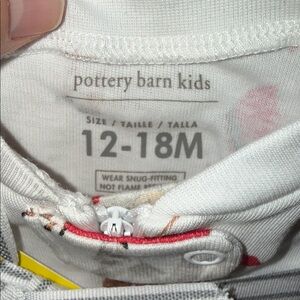 pottery barn kids
SIZE / TAILLE / TALLA
12-18M
WEAR SNUG-FITTING
NOT FLAME